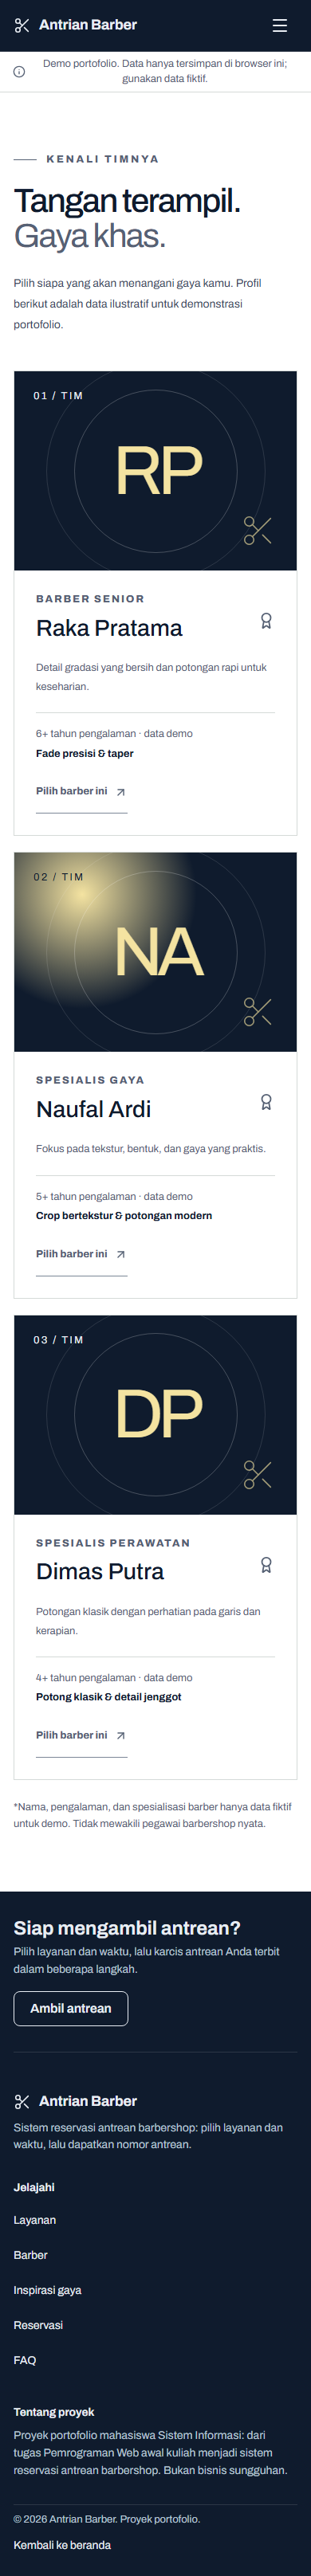 Antrian Barber
Demo portofolio. Data hanya tersimpan di browser ini;
gunakan data fiktif.
KENALI TIMNYA
Tangan terampil.
Gaya khas.
Pilih siapa yang akan menangani gaya kamu. Profil
berikut adalah data ilustratif untuk demonstrasi
portofolio.
01 / TIM
RP
BARBER SENIOR
Raka Pratama
Detail gradasi yang bersih dan potongan rapi untuk
keseharian.
6+ tahun pengalaman · data demo
Fade presisi & taper
Pilih barber ini
02 / TIM
NA
SPESIALIS GAYA
Naufal Ardi
Fokus pada tekstur, bentuk, dan gaya yang praktis.
5+ tahun pengalaman · data demo
Crop bertekstur & potongan modern
Pilih barber ini
03 / TIM
DP
SPESIALIS PERAWATAN
Dimas Putra
Potongan klasik dengan perhatian pada garis dan
kerapian.
4+ tahun pengalaman · data demo
Potong klasik & detail jenggot
Pilih barber ini
*Nama, pengalaman, dan spesialisasi barber hanya data fiktif
untuk demo. Tidak mewakili pegawai barbershop nyata.
Siap mengambil antrean?
Pilih layanan dan waktu, lalu karcis antrean Anda terbit
dalam beberapa langkah.
Ambil antrean
Antrian Barber
Sistem reservasi antrean barbershop: pilih layanan dan
waktu, lalu dapatkan nomor antrean.
Jelajahi
Layanan
Barber
Inspirasi gaya
Reservasi
FAQ
Tentang proyek
Proyek portofolio mahasiswa Sistem Informasi: dari
tugas Pemrograman Web awal kuliah menjadi sistem
reservasi antrean barbershop. Bukan bisnis sungguhan.
© 2026 Antrian Barber. Proyek portofolio.
Kembali ke beranda